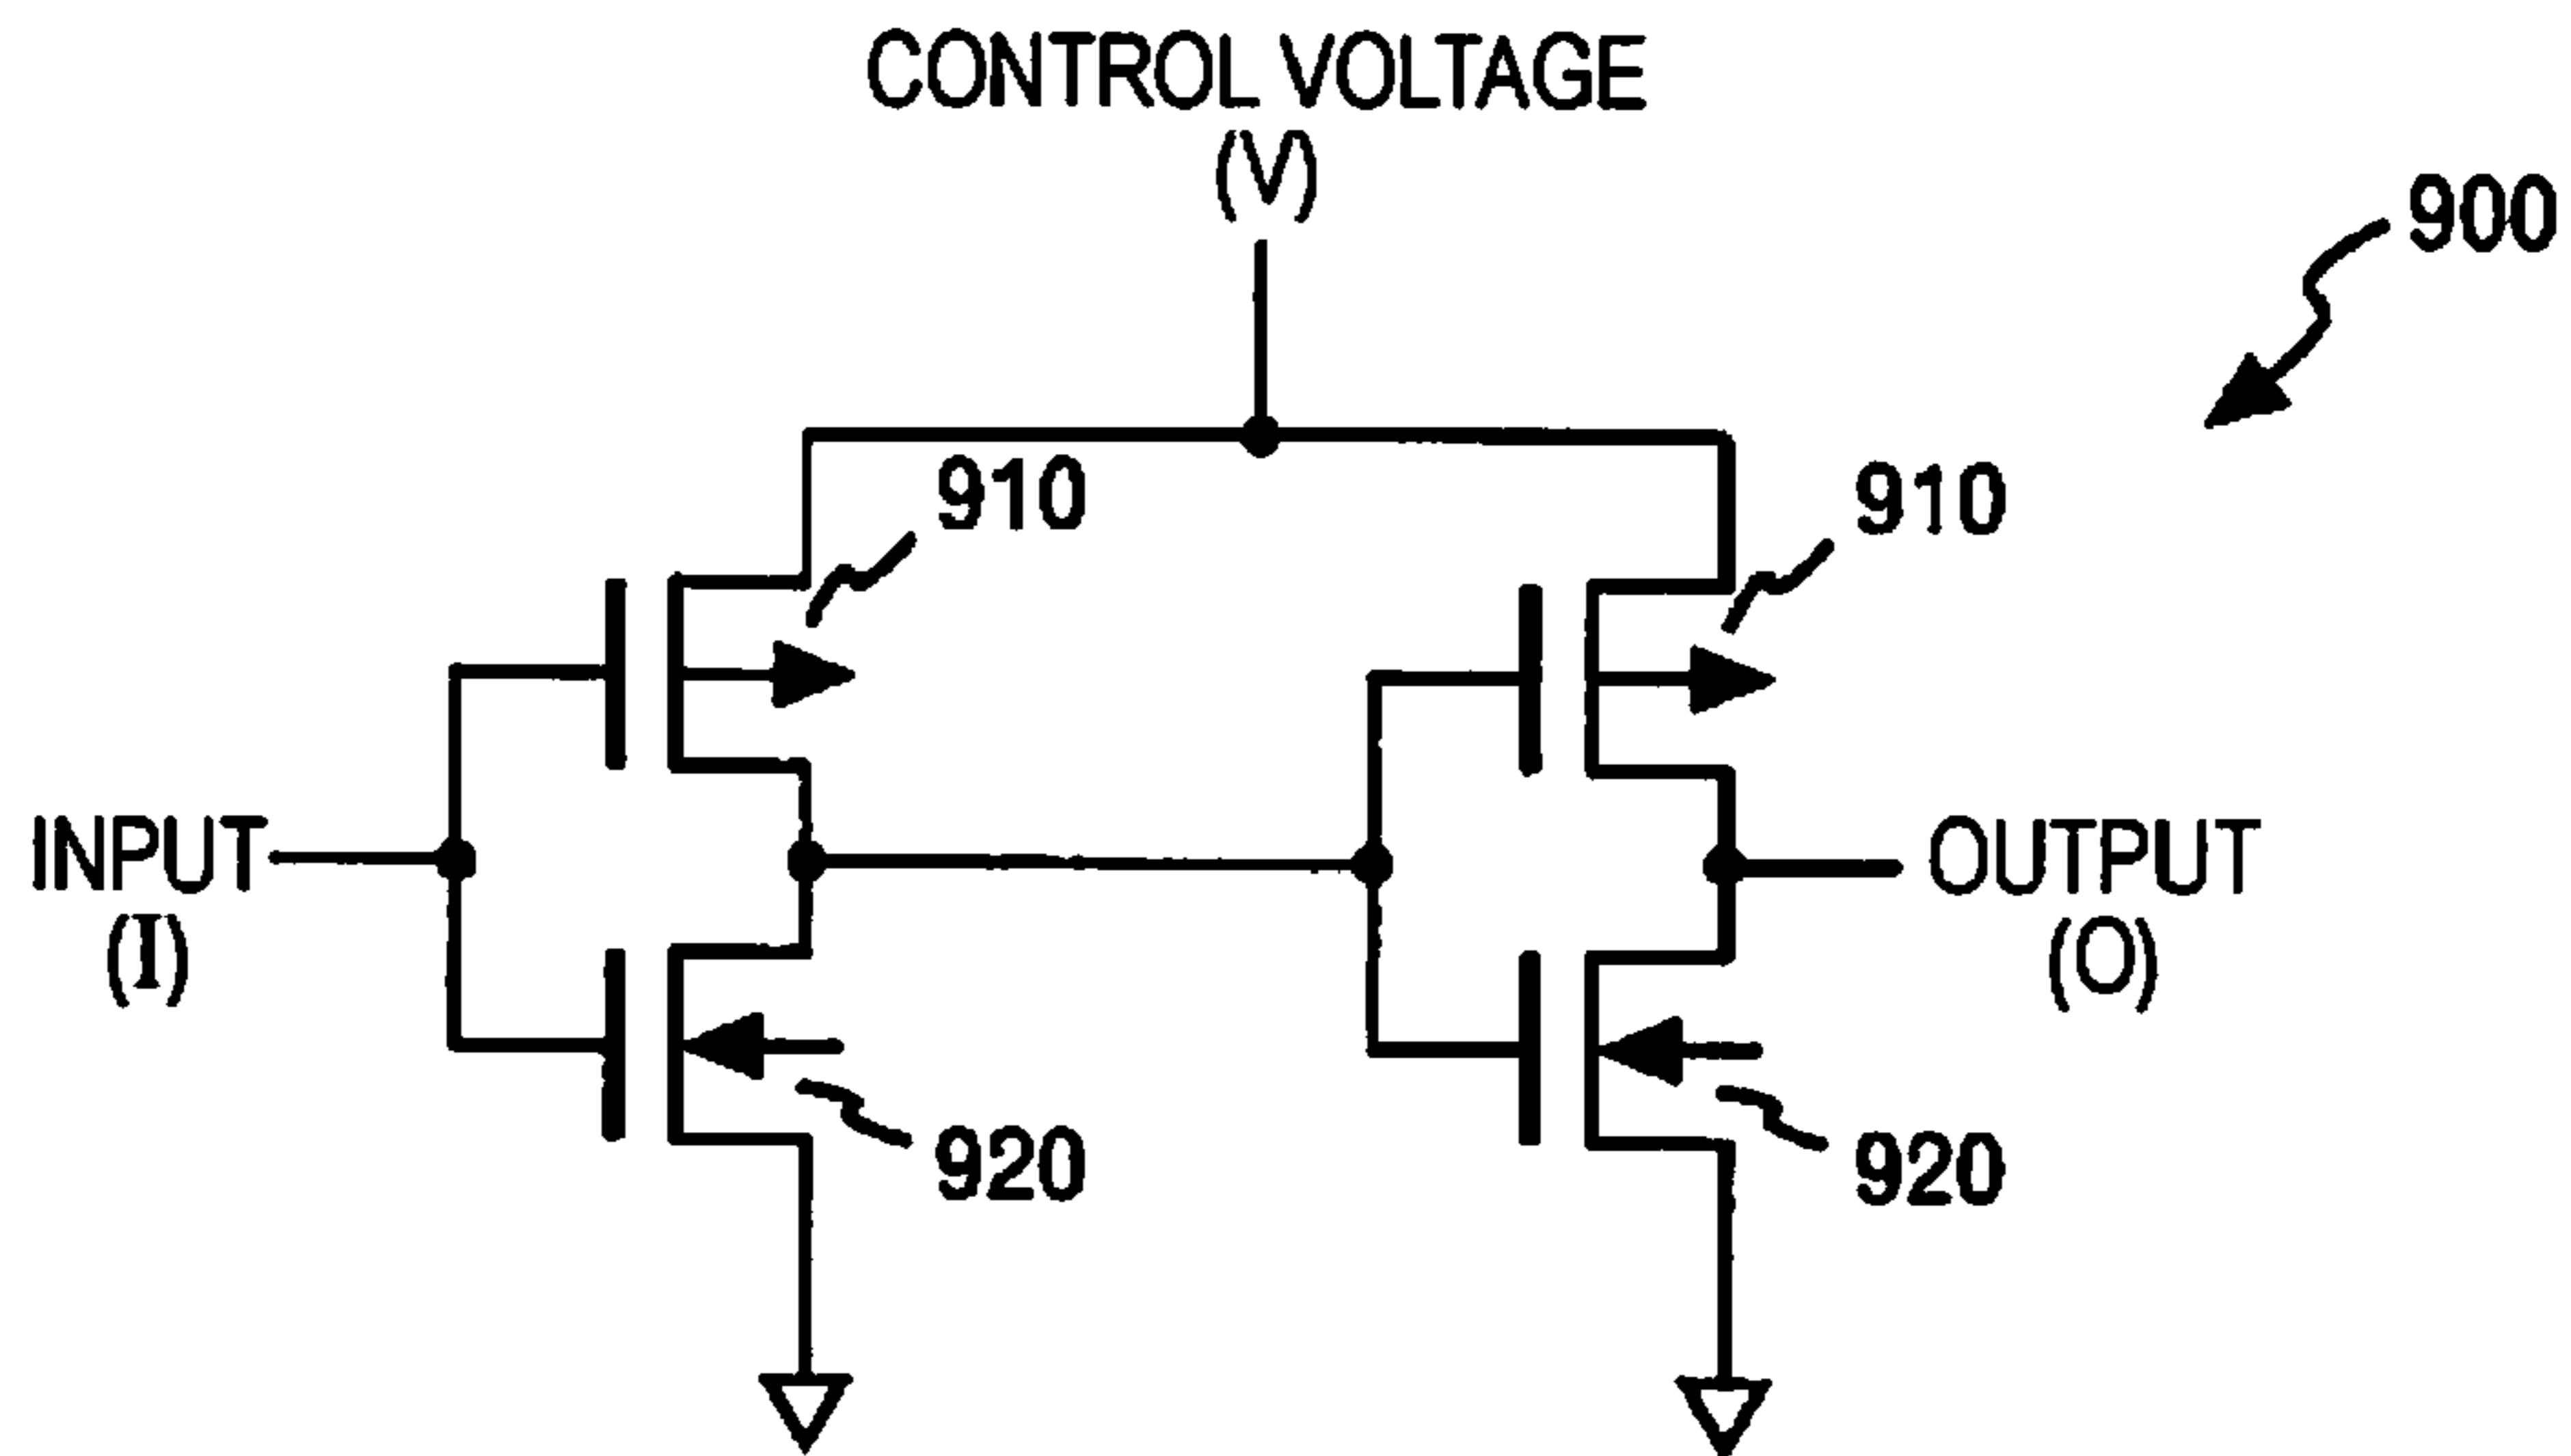 CONTROL VOLTAGE
(V)
900
910
910
INPUT
(I)
OUTPUT
(O)
920
920